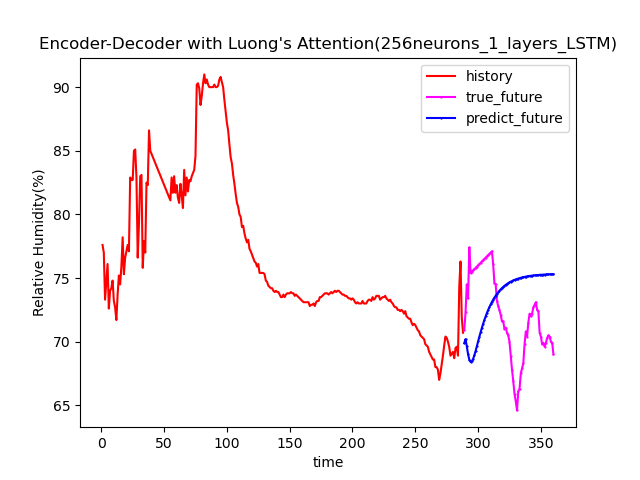 Encoder-Decoder with Luong's Attention(256neurons_1_layers_LSTM)
history
true_future
predict_future
Relative Humidity(%)
90
85
80
75
70
65
0 50 100 150 200 250 300 350
time